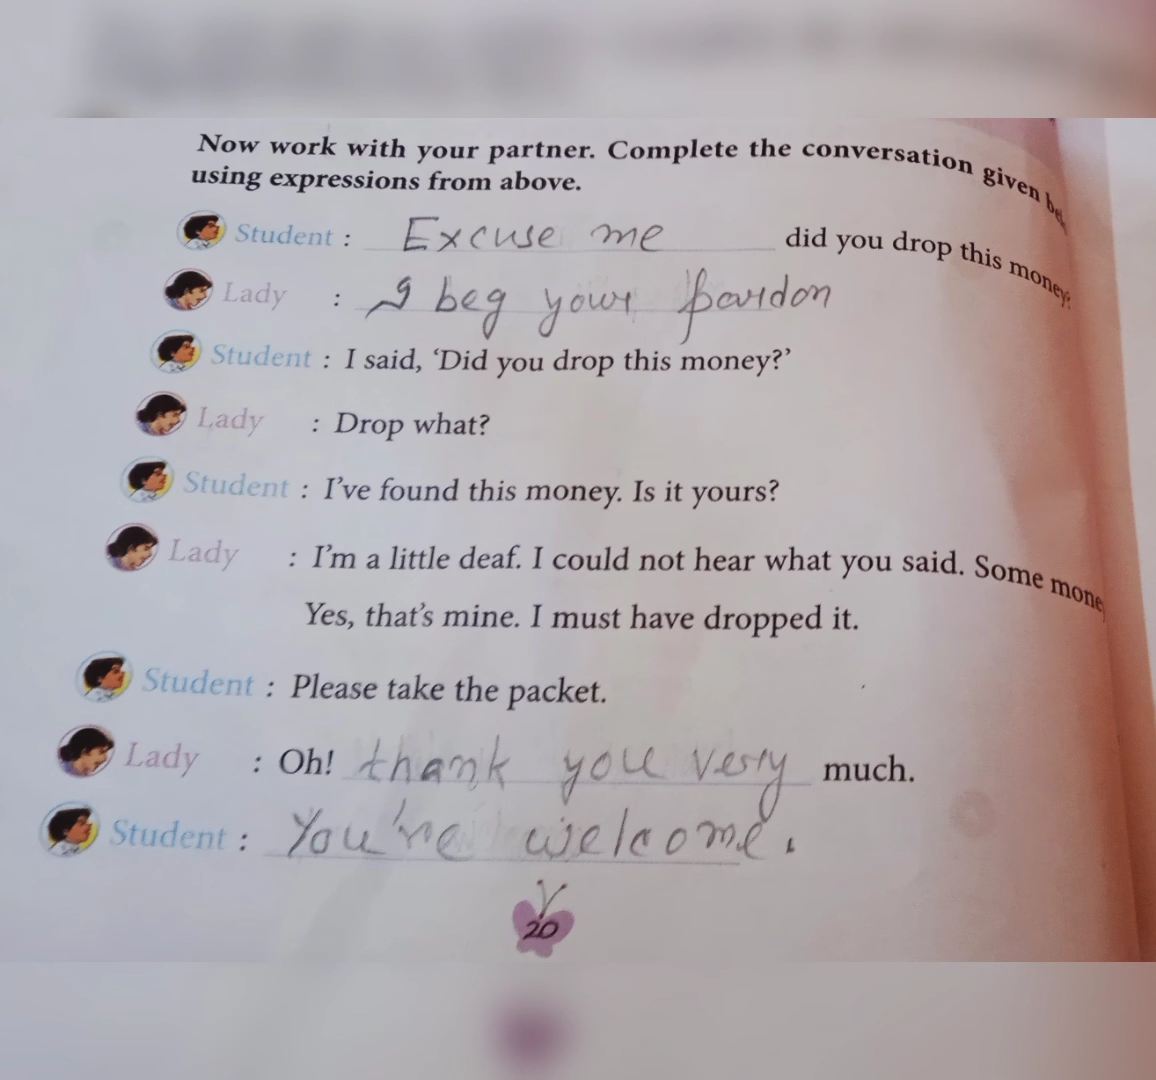 Now work with your partner. Complete the conversation given
using expressions from above.
Student : Excuse me did you drop this money?
Lady : I beg your pardon
Student : I said, ‘Did you drop this money?’
Lady : Drop what?
Student : I’ve found this money. Is it yours?
Lady : I’m a little deaf. I could not hear what you said. Some
Yes, that’s mine. I must have dropped it.
Student : Please take the packet.
Lady : Oh! thank you very much.
Student : You're welcome.
20